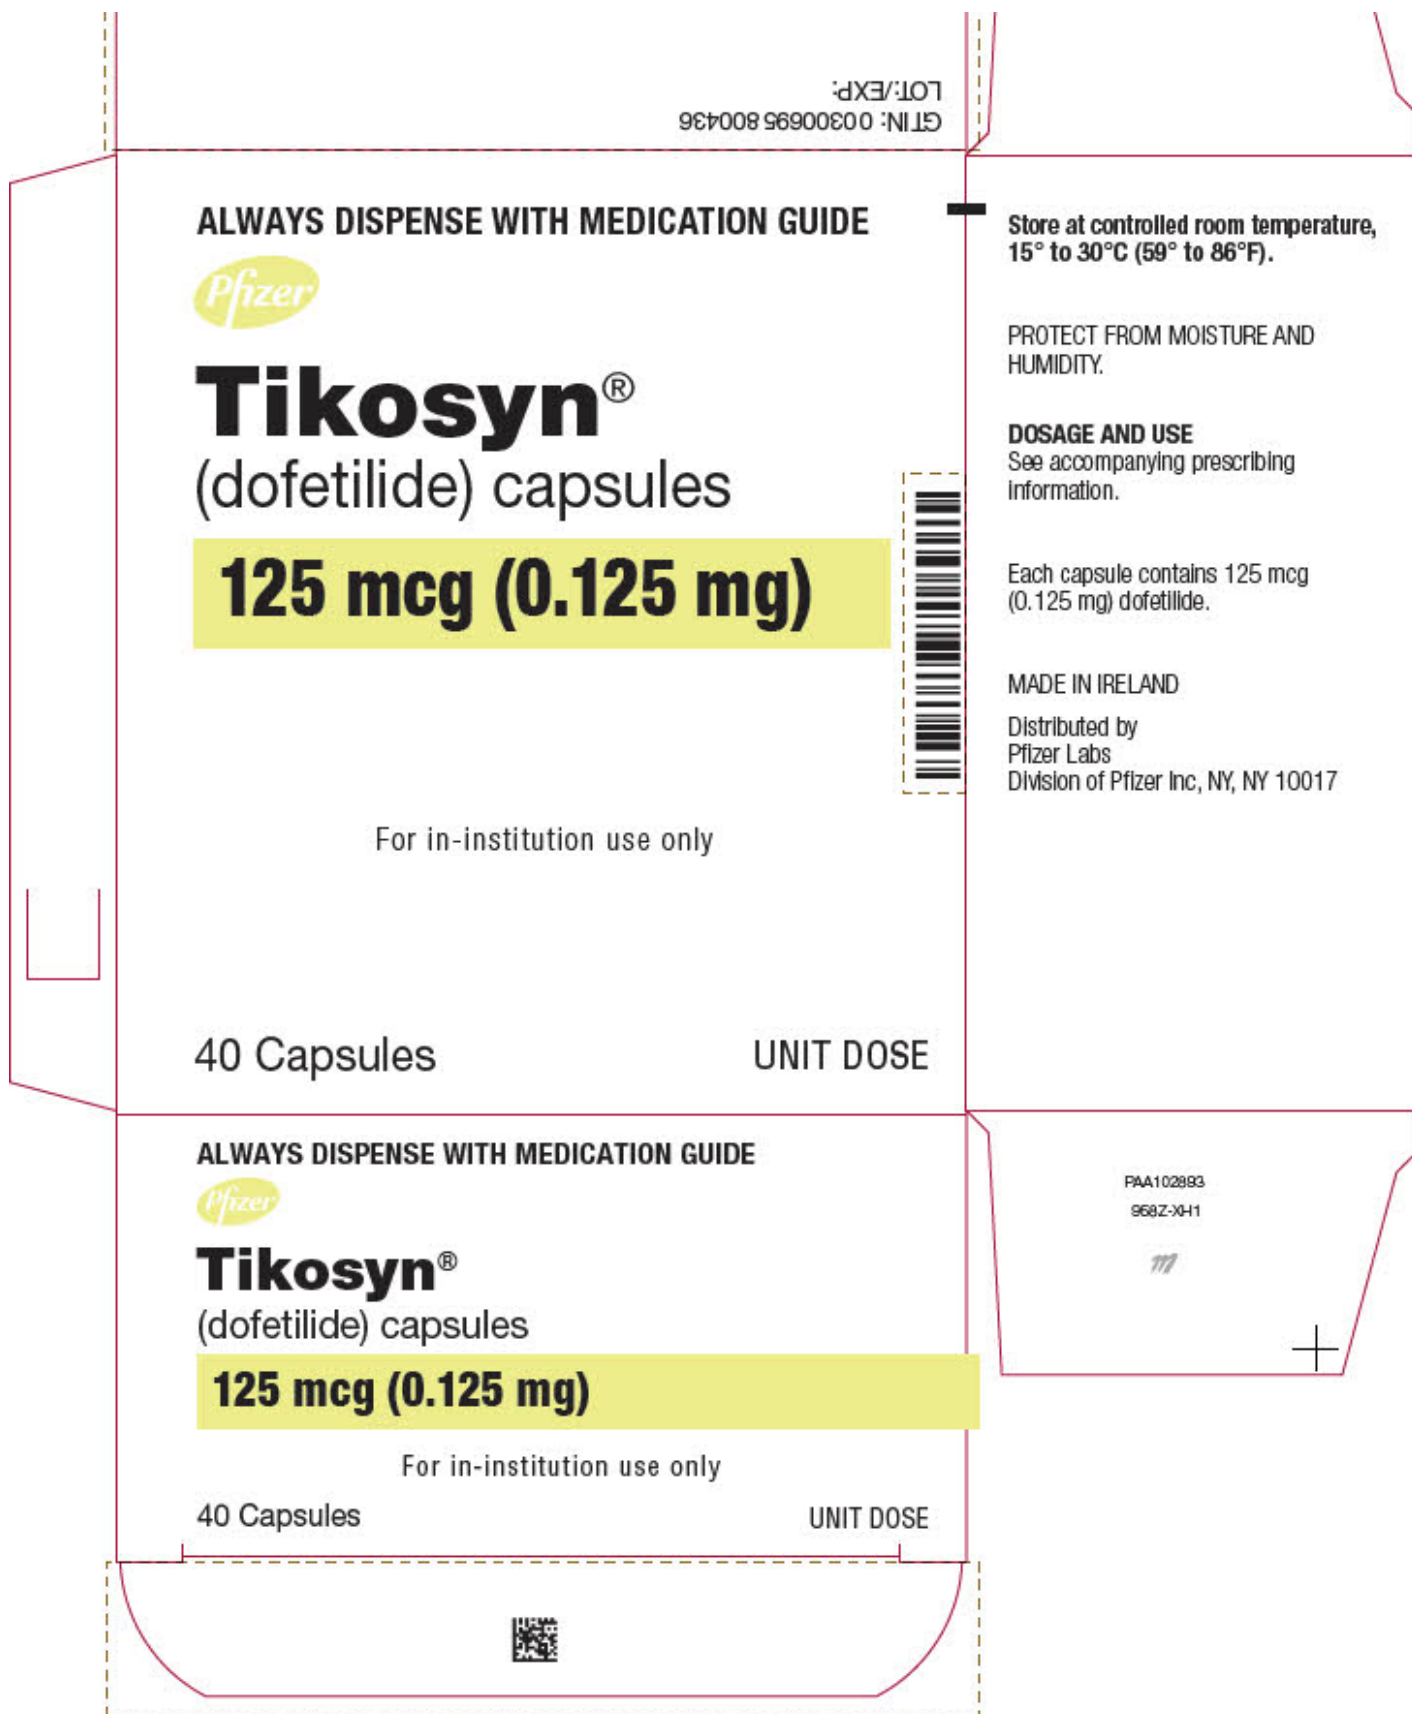 GTIN: 0 0300695 800436
LOT:/EXP:
ALWAYS DISPENSE WITH MEDICATION GUIDE
Pfizer
Tikosyn®
(dofetilide) capsules
125 mcg (0.125 mg)
For in-institution use only
40 Capsules UNIT DOSE
Store at controlled room temperature,
15° to 30°C (59° to 86°F).
PROTECT FROM MOISTURE AND
HUMIDITY.
DOSAGE AND USE
See accompanying prescribing
information.
Each capsule contains 125 mcg
(0.125 mg) dofetilide.
MADE IN IRELAND
Distributed by
Pfizer Labs
Division of Pfizer Inc, NY, NY 10017
ALWAYS DISPENSE WITH MEDICATION GUIDE
Pfizer
Tikosyn®
(dofetilide) capsules
125 mcg (0.125 mg)
For in-institution use only
40 Capsules UNIT DOSE
PAA102893
958Z-XH1